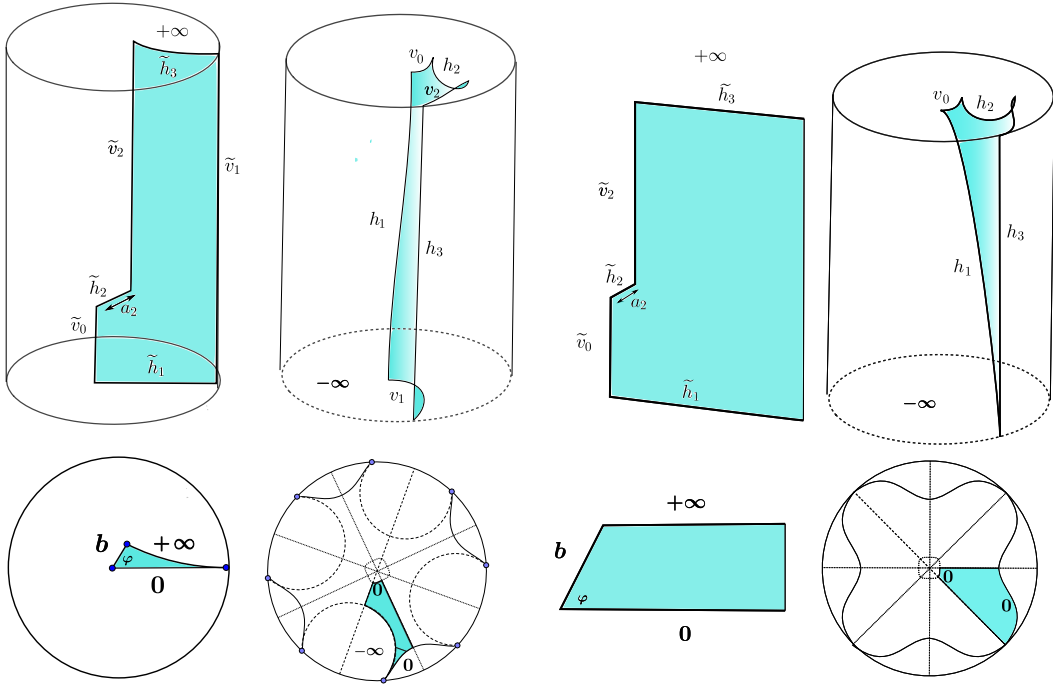 +∞
h̃₃
ṽ₂
ṽ₁
h̃₂
a₂
ṽ₀
h̃₁
v₀
h₂
v₂
h₁
h₃
−∞
v₁
+∞
h̃₃
ṽ₂
h̃₂
a₂
ṽ₀
h̃₁
v₀
h₂
h₃
h₁
−∞
b
+∞
φ
0
0
−∞
0
+∞
b
φ
0
0
0